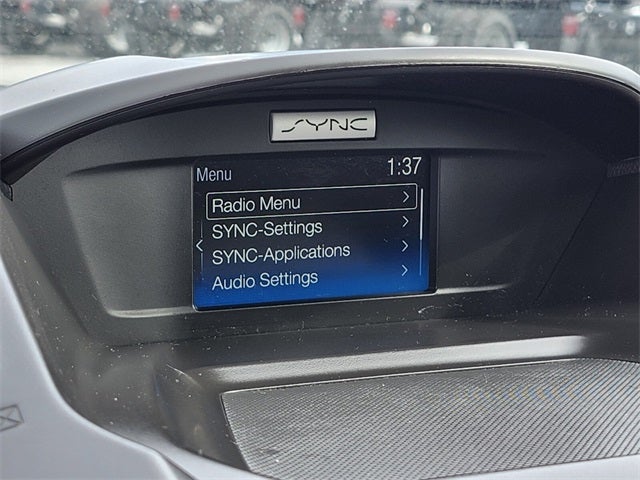 SYNC
Menu 1:37
Radio Menu
SYNC-Settings
SYNC-Applications
Audio Settings